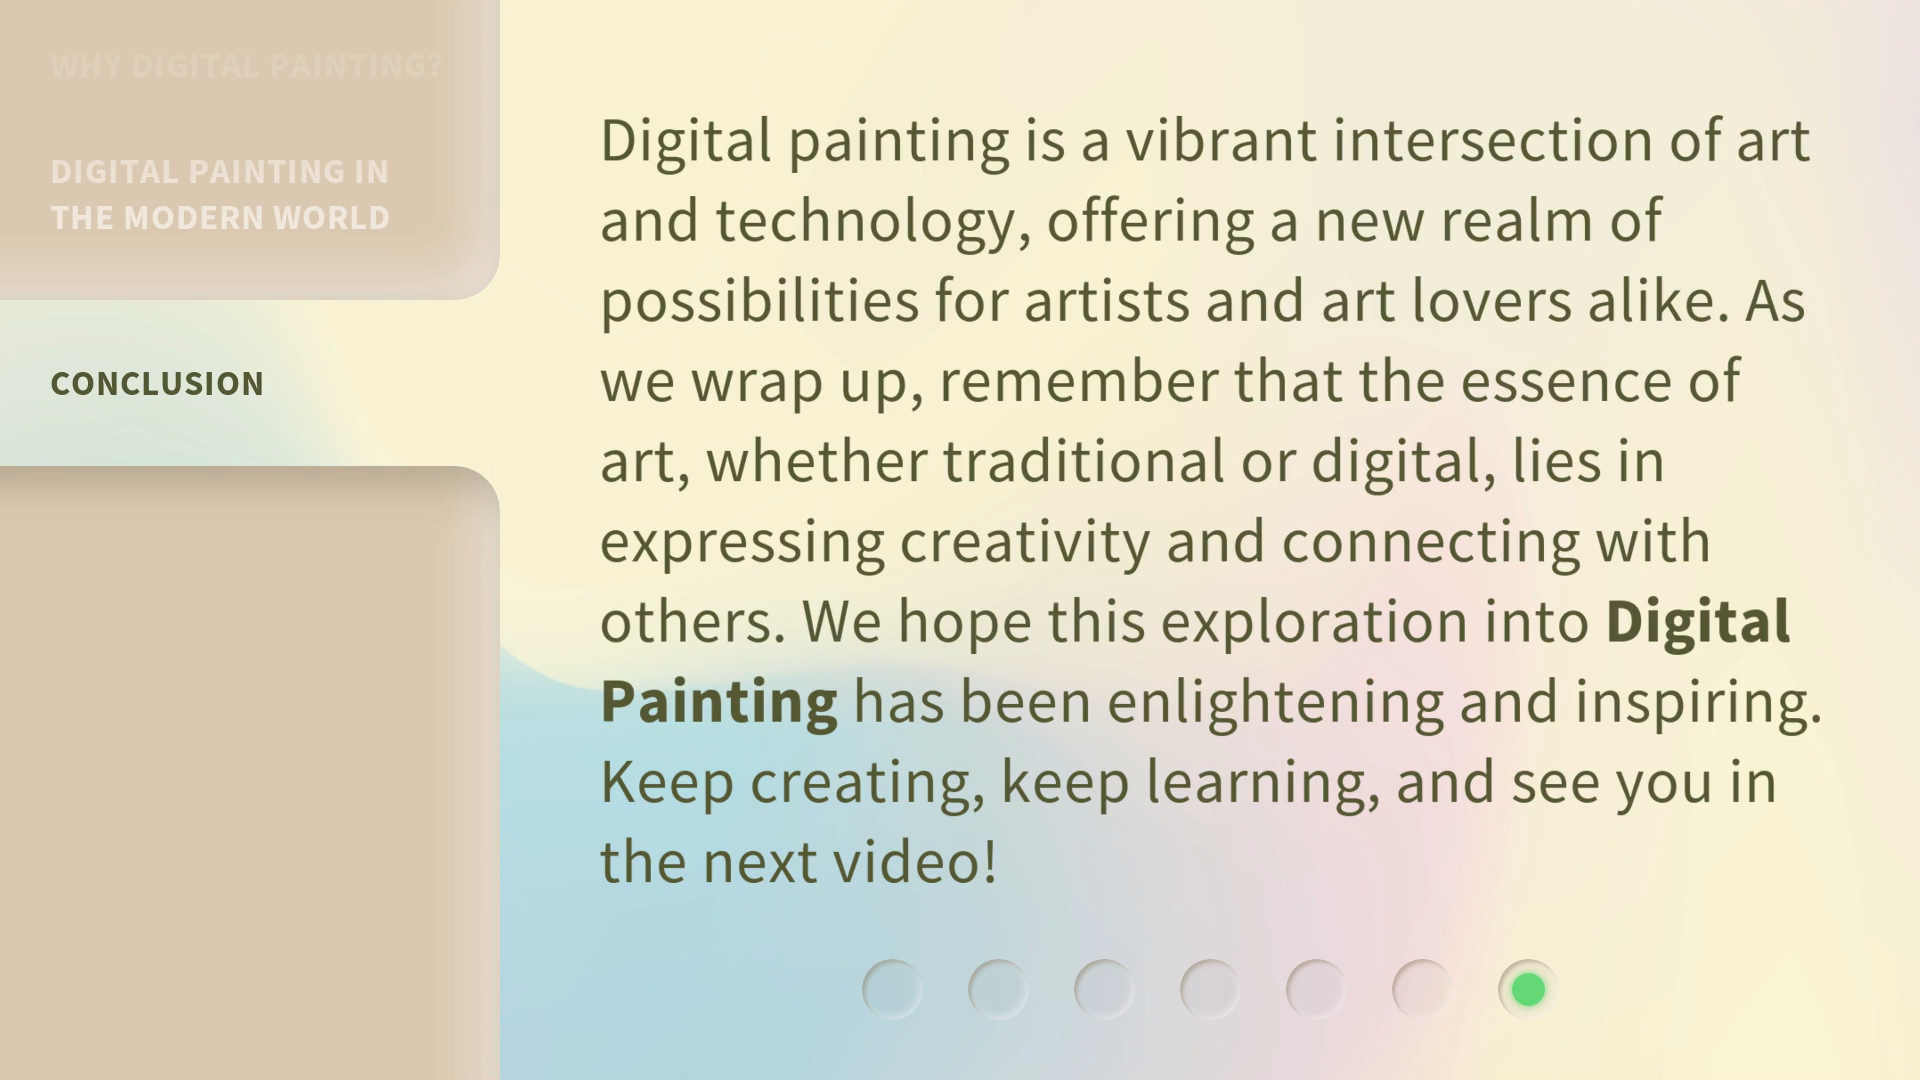 WHY DIGITAL PAINTING?
DIGITAL PAINTING IN
THE MODERN WORLD
CONCLUSION
Digital painting is a vibrant intersection of art
and technology, offering a new realm of
possibilities for artists and art lovers alike. As
we wrap up, remember that the essence of
art, whether traditional or digital, lies in
expressing creativity and connecting with
others. We hope this exploration into Digital
Painting has been enlightening and inspiring.
Keep creating, keep learning, and see you in
the next video!